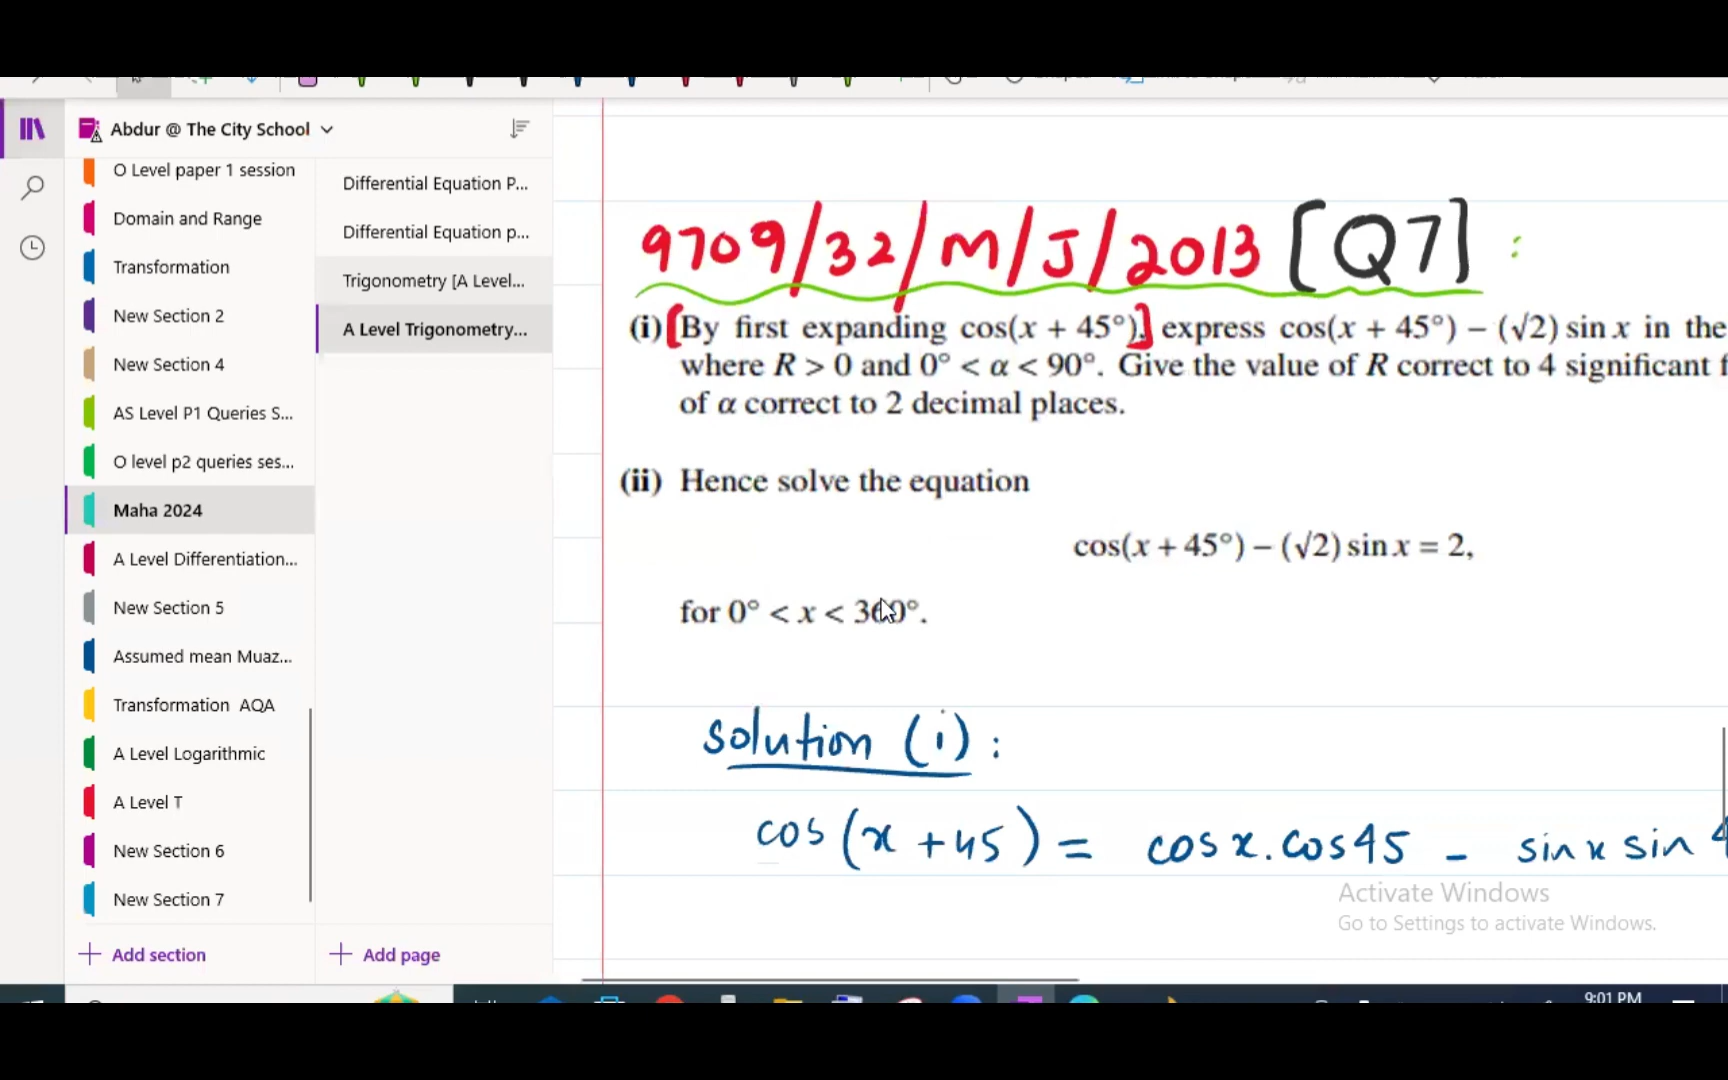 Abdur @ The City School
O Level paper 1 session
Domain and Range
Transformation
New Section 2
New Section 4
AS Level P1 Queries S...
O level p2 queries ses...
Maha 2024
A Level Differentiation...
New Section 5
Assumed mean Muaz...
Transformation AQA
A Level Logarithmic
A Level T
New Section 6
New Section 7
Add section
Differential Equation P...
Differential Equation p...
Trigonometry [A Level...
A Level Trigonometry...
Add page
9709/32/M/J/2013 [Q7] :
(i) [By first expanding cos(x + 45°),] express cos(x + 45°) − (√2) sin x in the
where R > 0 and 0° < α < 90°. Give the value of R correct to 4 significant f
of α correct to 2 decimal places.
(ii) Hence solve the equation
cos(x + 45°) − (√2) sin x = 2,
for 0° < x < 360°.
solution (i) :
cos(x + 45) = cosx.cos45 - sinx sin 4
Activate Windows
Go to Settings to activate Windows.
9:01 PM